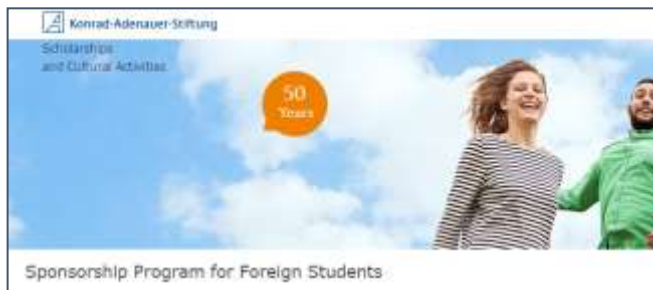 Konrad-Adenauer-Stiftung
Scholarships
and Cultural Activities
50
Years
Sponsorship Program for Foreign Students